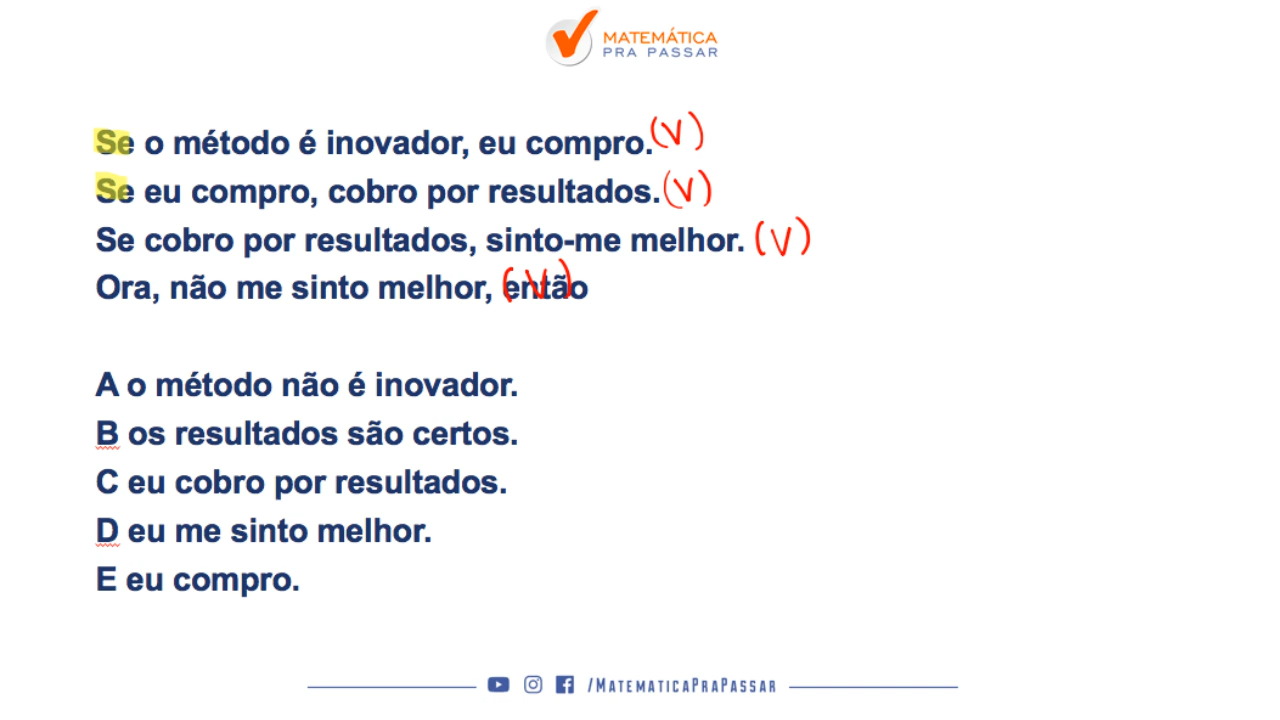 MATEMÁTICA
PRA PASSAR
Se o método é inovador, eu compro. (V)
Se eu compro, cobro por resultados. (V)
Se cobro por resultados, sinto-me melhor. (V)
Ora, não me sinto melhor, então (V)
A o método não é inovador.
B os resultados são certos.
C eu cobro por resultados.
D eu me sinto melhor.
E eu compro.
/MATEMATICAPRAPASSAR